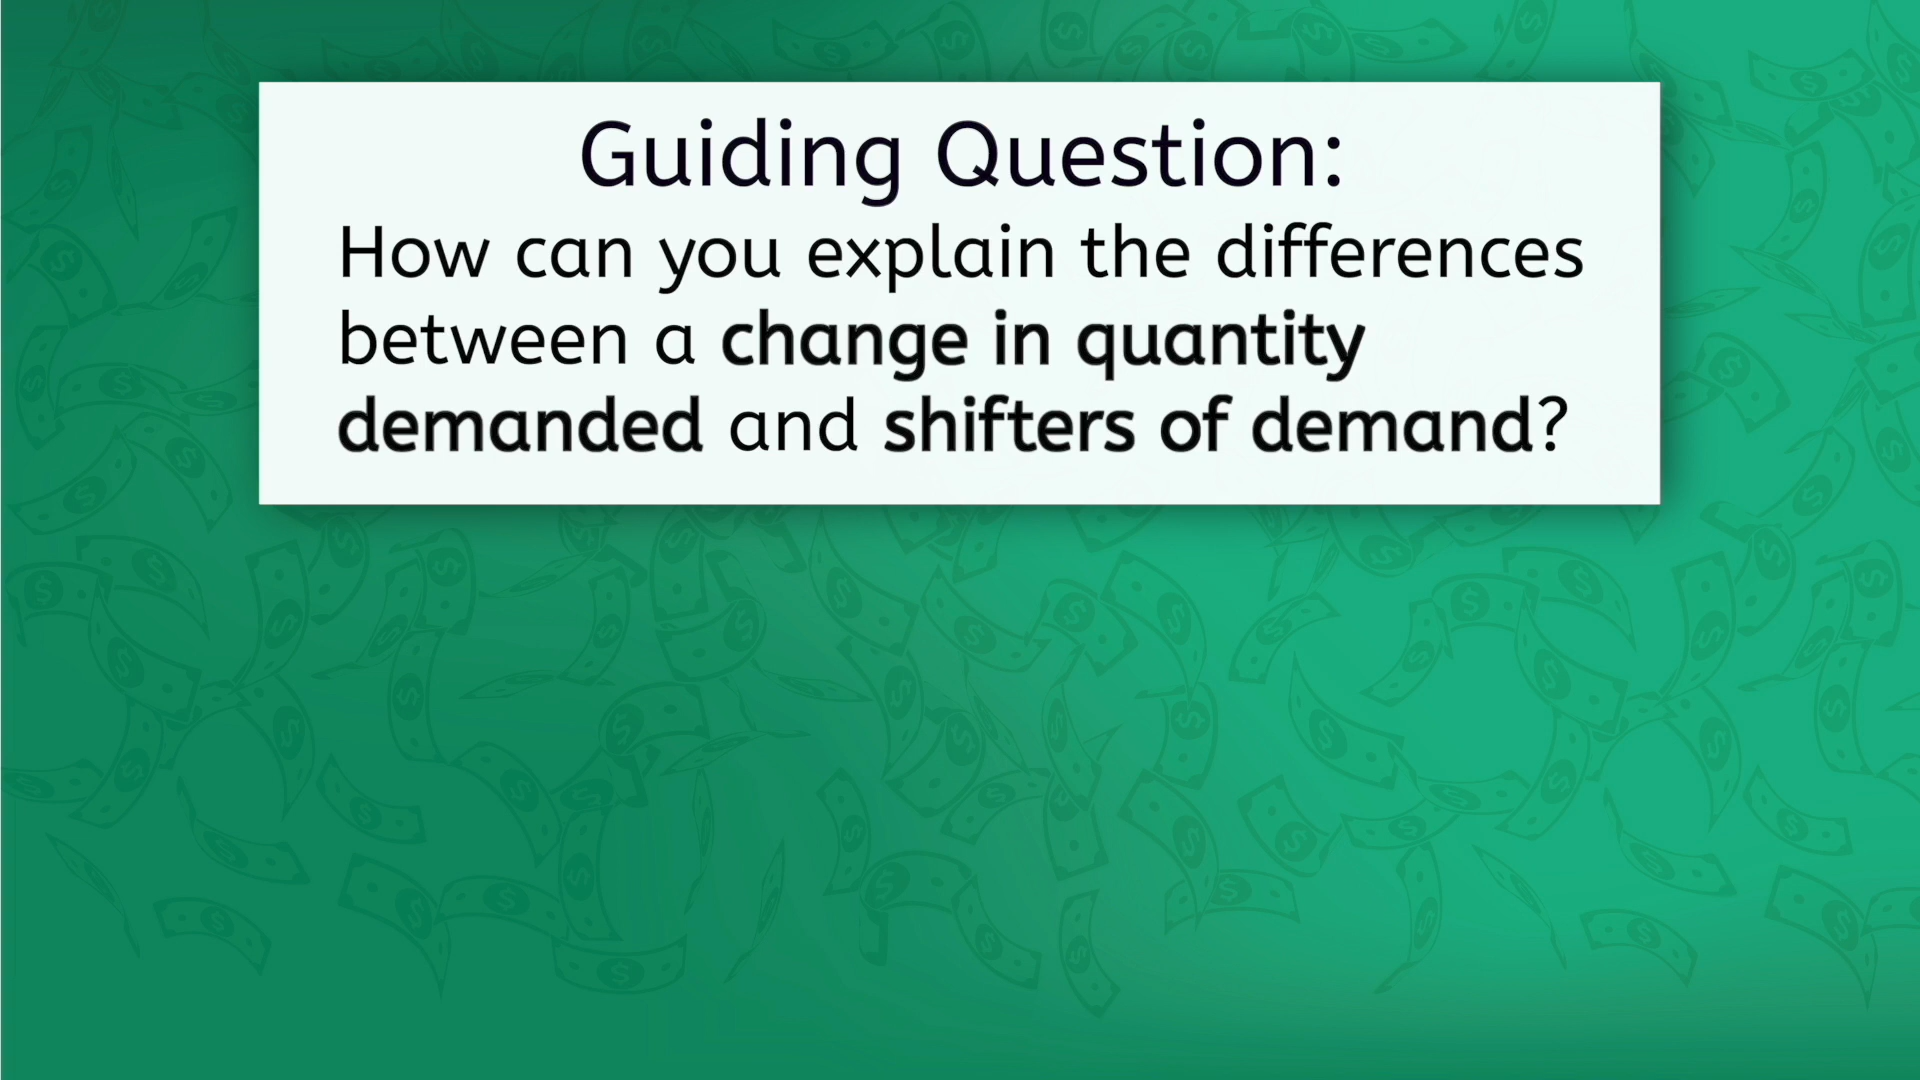 Guiding Question:
How can you explain the differences
between a change in quantity
demanded and shifters of demand?